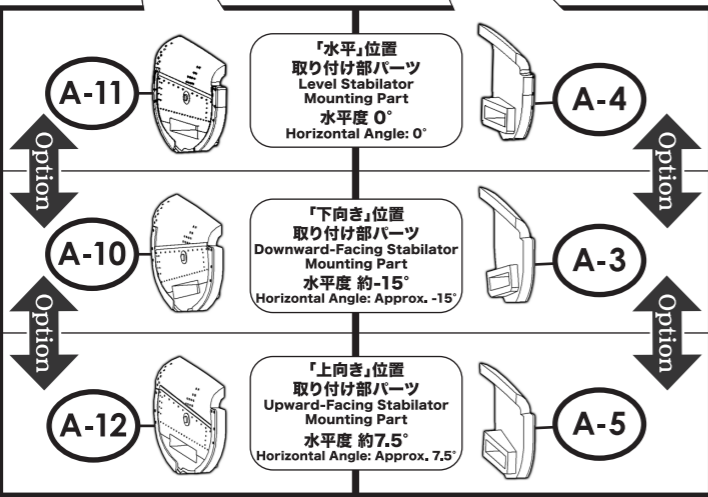 A-11
「水平」位置
取り付け部パーツ
Level Stabilator
Mounting Part
水平度 0°
Horizontal Angle: 0°
A-4
Option
Option
A-10
「下向き」位置
取り付け部パーツ
Downward-Facing Stabilator
Mounting Part
水平度 約-15°
Horizontal Angle: Approx. -15°
A-3
Option
Option
A-12
「上向き」位置
取り付け部パーツ
Upward-Facing Stabilator
Mounting Part
水平度 約7.5°
Horizontal Angle: Approx. 7.5°
A-5